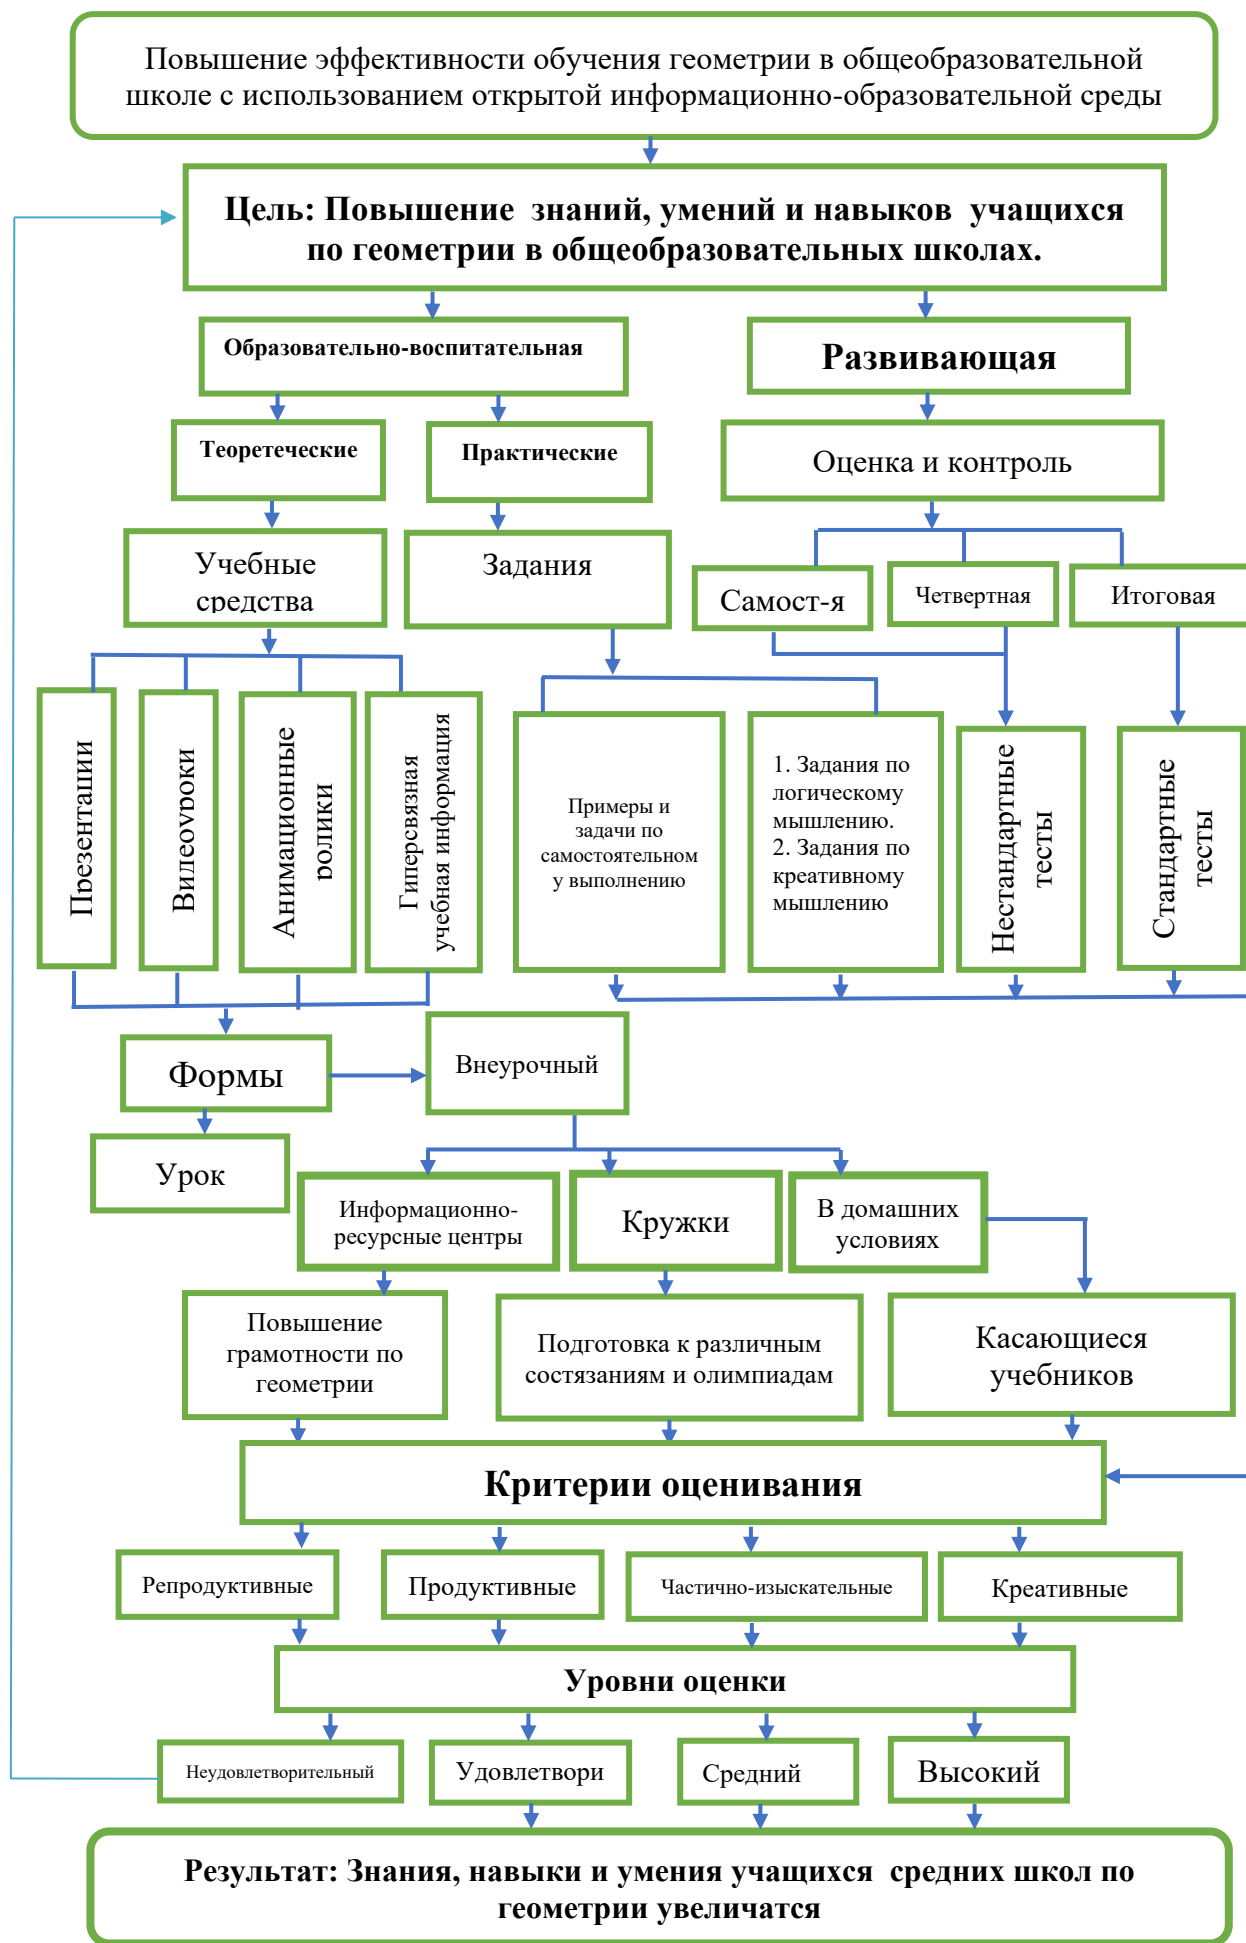 Повышение эффективности обучения геометрии в общеобразовательной
школе с использованием открытой информационно-образовательной среды
Цель: Повышение знаний, умений и навыков учащихся
по геометрии в общеобразовательных школах.
Образовательно-воспитательная
Развивающая
Теоретеческие
Практические
Оценка и контроль
Учебные
средства
Задания
Самост-я
Четвертная
Итоговая
Презентации
Видеоуроки
Анимационные
ролики
Гиперсвязная
учебная информация
Примеры и
задачи по
самостоятельном
у выполнению
1. Задания по
логическому
мышлению.
2. Задания по
креативному
мышлению
Нестандартные
тесты
Стандартные
тесты
Формы
Внеурочный
Урок
Информационно-
ресурсные центры
Кружки
В домашних
условиях
Повышение
грамотности по
геометрии
Подготовка к различным
состязаниям и олимпиадам
Касающиеся
учебников
Критерии оценивания
Репродуктивные
Продуктивные
Частично-изыскательные
Креативные
Уровни оценки
Неудовлетворительный
Удовлетвори
Средний
Высокий
Результат: Знания, навыки и умения учащихся средних школ по
геометрии увеличатся